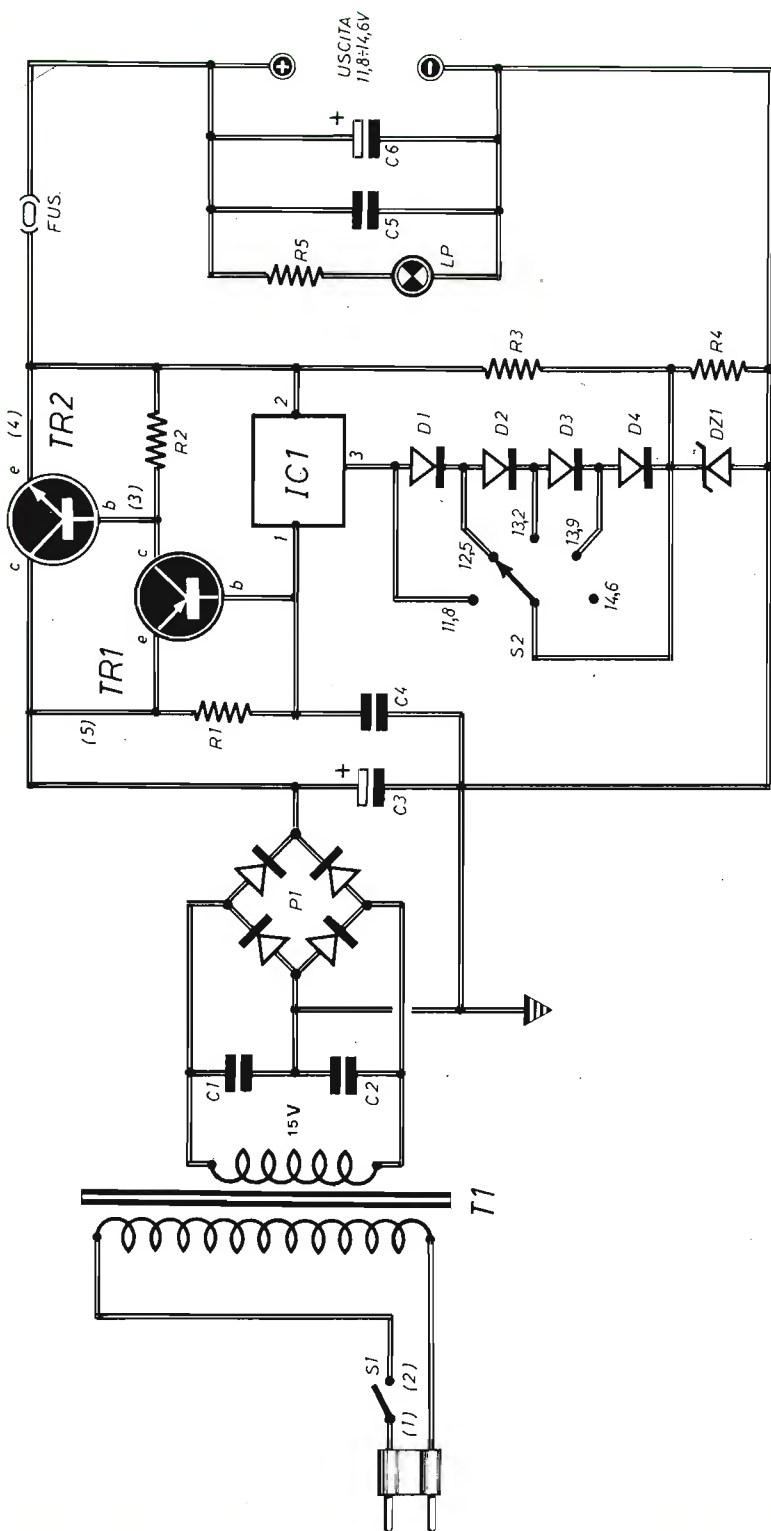 S1
(1)
(2)
T1
15V
C1
C2
P1
C3
+
C4
R1
(5)
TR1
e
c
b
TR2
c
e
b
(3)
(4)
R2
IC1
1
2
3
S2
11,8
12,5
13,2
13,9
14,6
D1
D2
D3
D4
DZ1
R3
R4
FUS.
R5
LP
C5
C6
+
+
USCITA
11,8÷14,6V
-